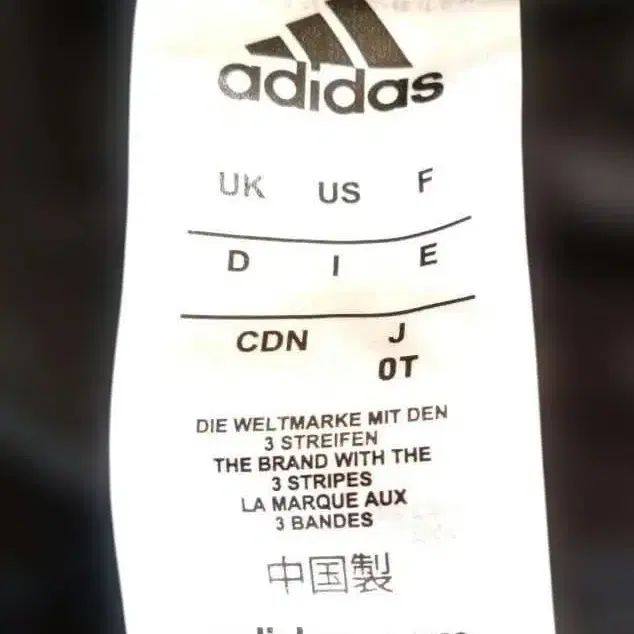 adidas
UK US F
D I E
CDN J
OT
DIE WELTMARKE MIT DEN
3 STREIFEN
THE BRAND WITH THE
3 STRIPES
LA MARQUE AUX
3 BANDES
中国製